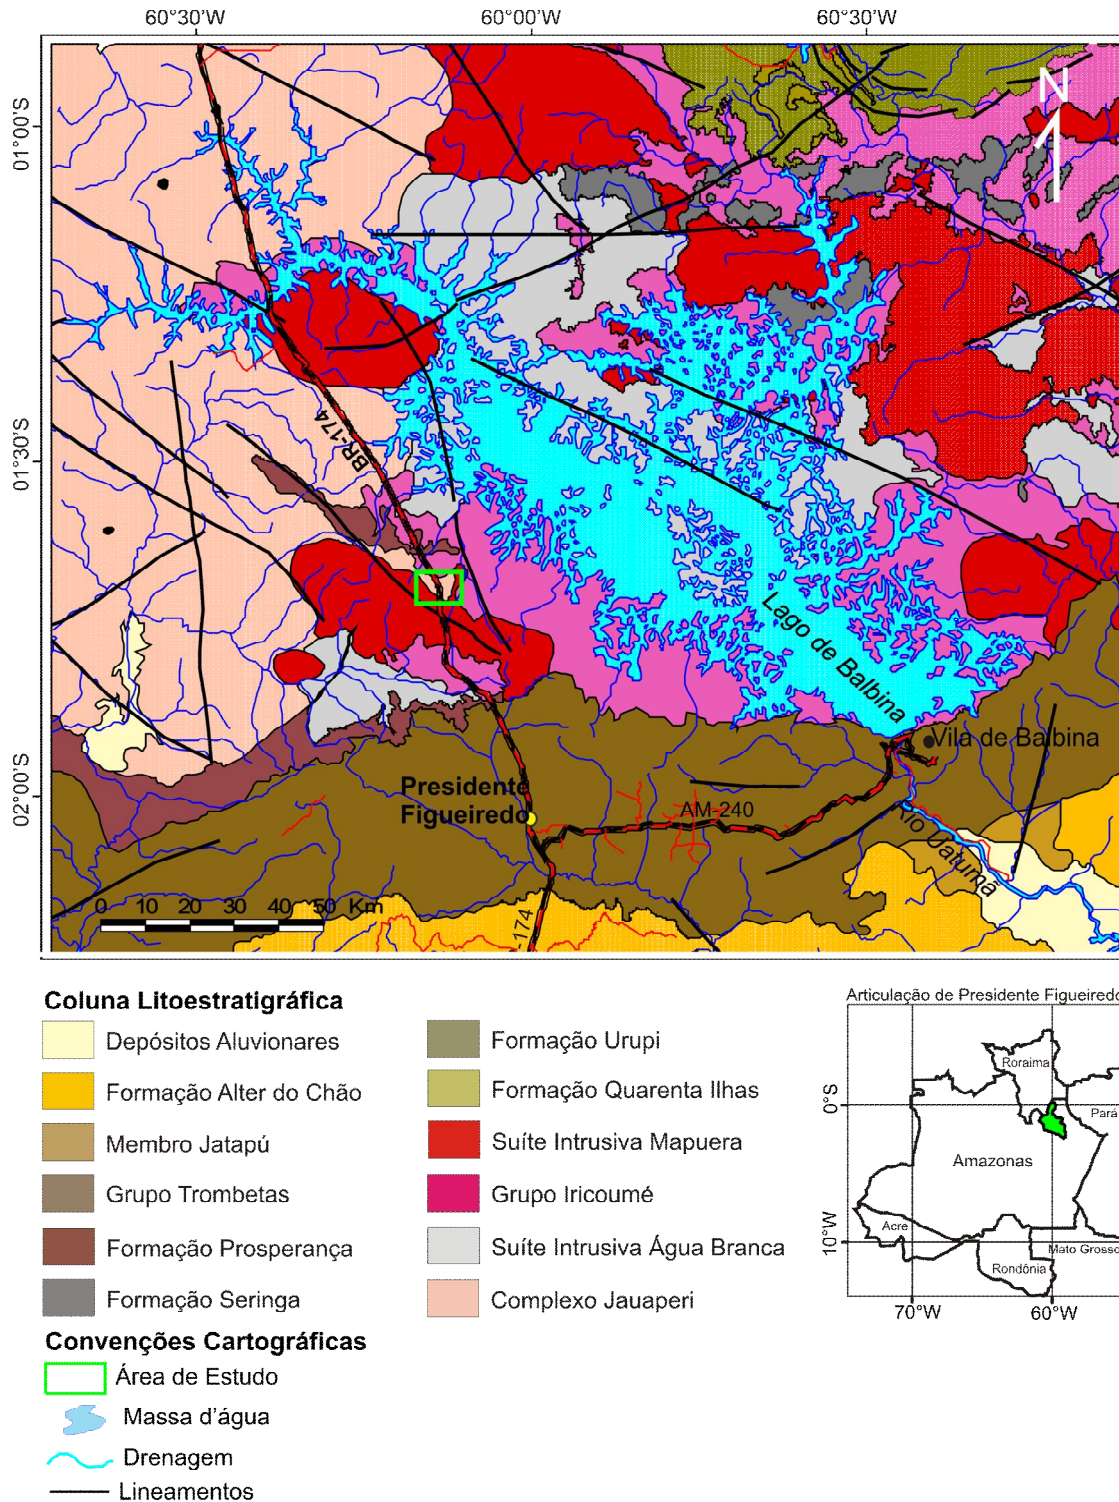 60°30'W 60°00'W 60°30'W
01°00'S
01°30'S
02°00'S
N
BR-174
Lago de Balbina
Vila de Balbina
Presidente
Figueiredo
AM-240
Rio Uatumã
0 10 20 30 40 50 Km
-174
Coluna Litoestratigráfica
Depósitos Aluvionares
Formação Alter do Chão
Membro Jatapú
Grupo Trombetas
Formação Prosperança
Formação Seringa
Formação Urupi
Formação Quarenta Ilhas
Suíte Intrusiva Mapuera
Grupo Iricoumé
Suíte Intrusiva Água Branca
Complexo Jauaperi
Convenções Cartográficas
Área de Estudo
Massa d'água
Drenagem
Lineamentos
Articulação de Presidente Figueiredo
Roraima
0°S
Pará
Amazonas
Acre
10°W
Mato Grosso
Rondônia
70°W 60°W